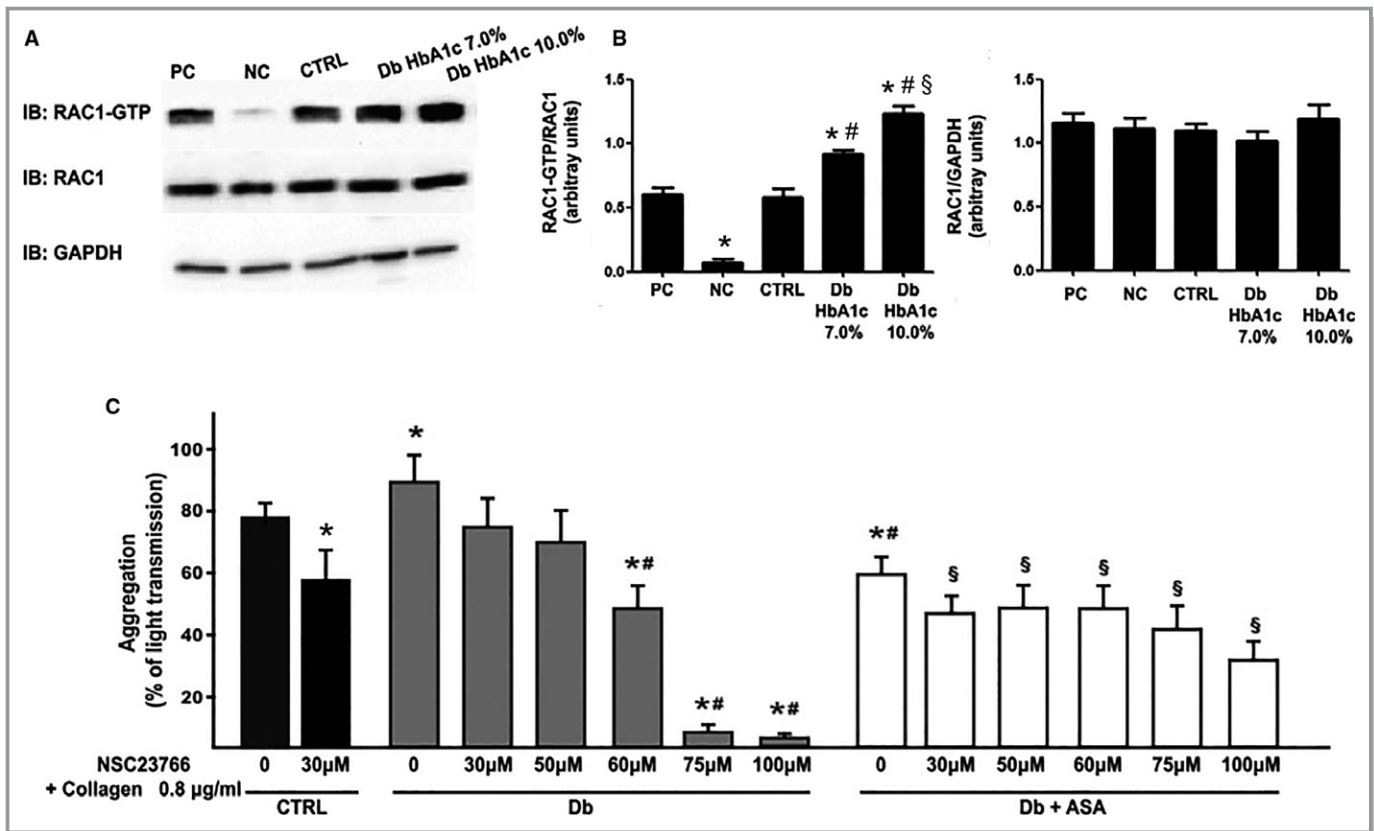 A
PC NC CTRL Db HbA1c 7.0% Db HbA1c 10.0%
IB: RAC1-GTP
IB: RAC1
IB: GAPDH
B
RAC1-GTP/RAC1
(arbitray units)
1.5
1.0
0.5
0.0
*
* #
* # §
PC NC CTRL Db Db
HbA1c HbA1c
7.0% 10.0%
RAC1/GAPDH
(arbitray units)
1.5
1.0
0.5
0.0
PC NC CTRL Db Db
HbA1c HbA1c
7.0% 10.0%
C
Aggregation
(% of light transmission)
100
80
60
40
20
* * *# *# *# *# § § § § §
NSC23766 0 30µM 0 30µM 50µM 60µM 75µM 100µM 0 30µM 50µM 60µM 75µM 100µM
+ Collagen 0.8 µg/ml
CTRL Db Db + ASA